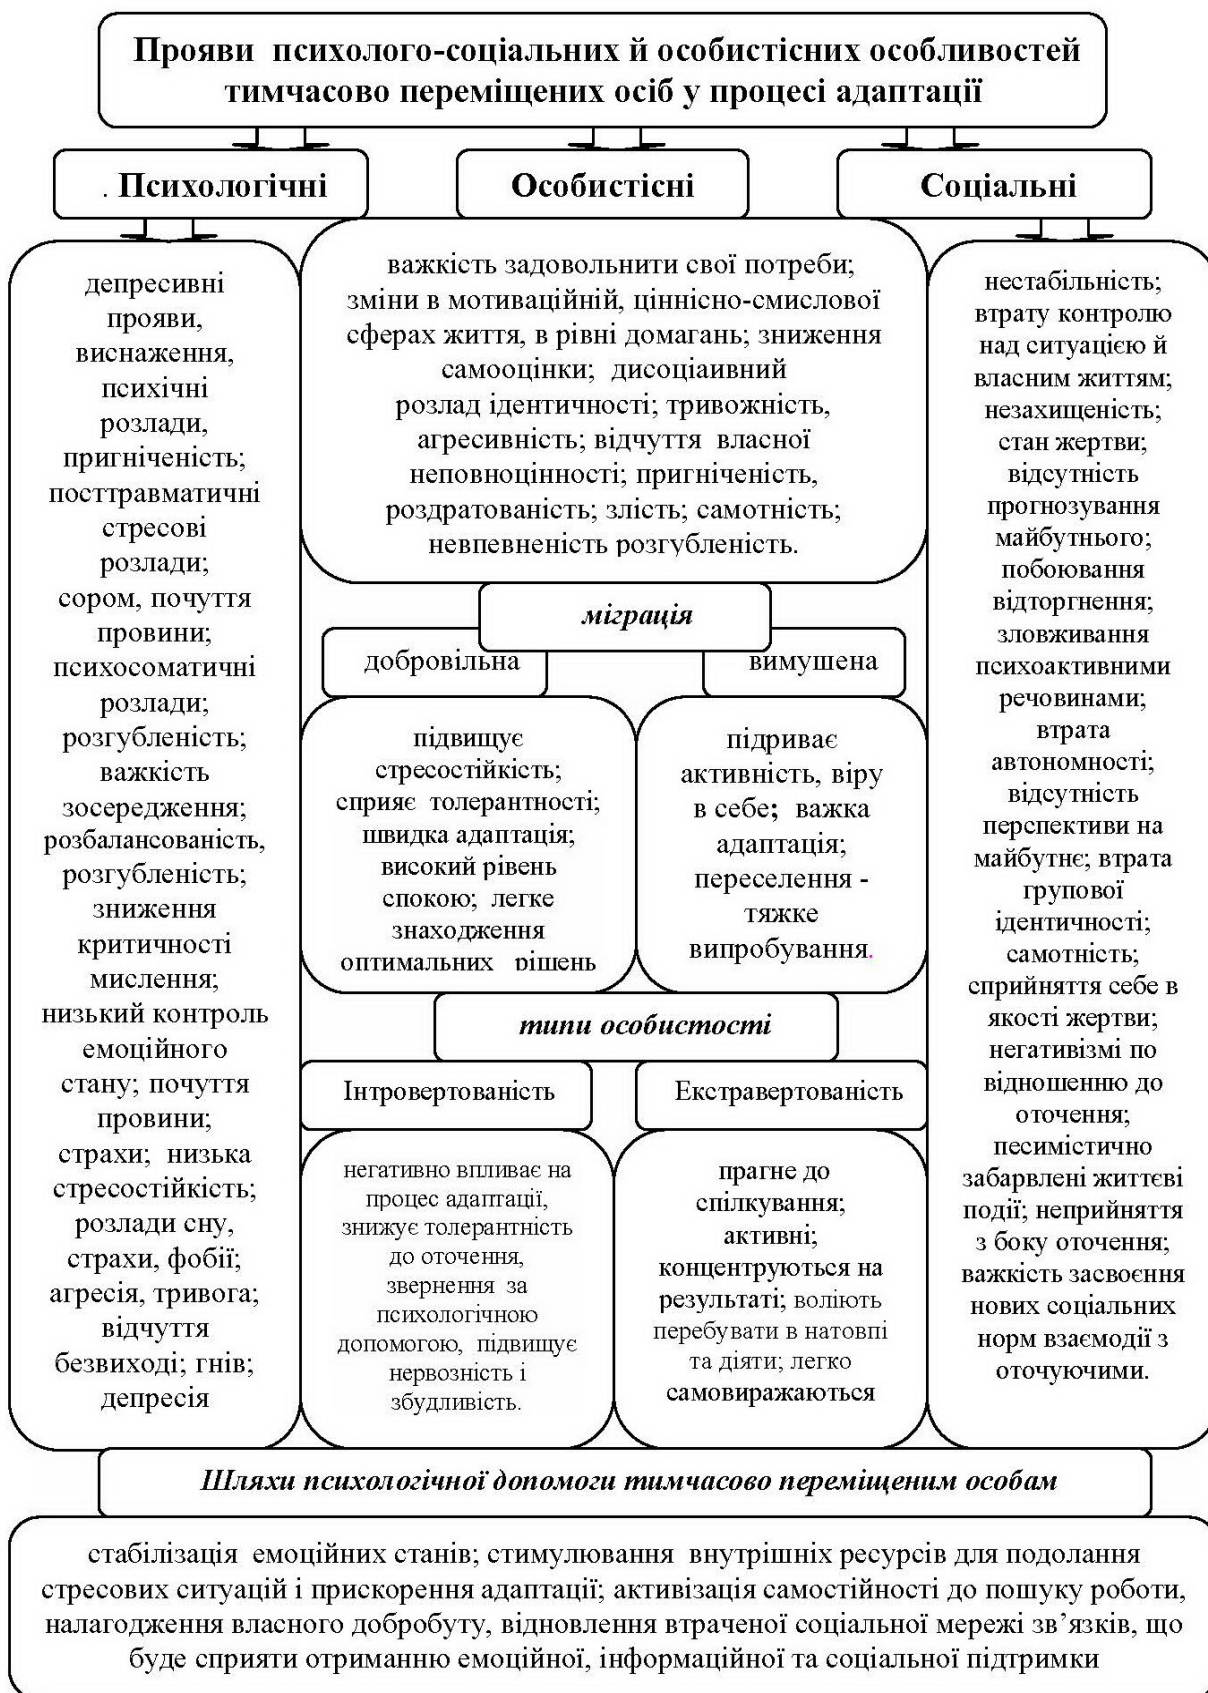 Прояви психолого-соціальних й особистісних особливостей
тимчасово переміщених осіб у процесі адаптації
. Психологічні
Особистісні
Соціальні
депресивні
прояви,
виснаження,
психічні
розлади,
пригніченість;
посттравматичні
стресові
розлади;
сором, почуття
провини;
психосоматичні
розлади;
розгубленість;
важкість
зосередження;
розбалансованість,
розгубленість;
зниження
критичності
мислення;
низький контроль
емоційного
стану; почуття
провини;
страхи; низька
стресостійкість;
розлади сну,
страхи, фобії;
агресія, тривога;
відчуття
безвиході; гнів;
депресія
важкість задовольнити свої потреби;
зміни в мотиваційній, ціннісно-смислової
сферах життя, в рівні домагань; зниження
самооцінки; дисоціаивний
розлад ідентичності; тривожність,
агресивність; відчуття власної
неповноцінності; пригніченість,
роздратованість; злість; самотність;
невпевненість розгубленість.
міграція
добровільна
вимушена
підвищує
стресостійкість;
сприяє толерантності;
швидка адаптація;
високий рівень
спокою; легке
знаходження
оптимальних рішень
підриває
активність, віру
в себе; важка
адаптація;
переселення -
тяжке
випробування.
типи особистості
Інтровертованість
Екстравертованість
негативно впливає на
процес адаптації,
знижує толерантність
до оточення,
звернення за
психологічною
допомогою, підвищує
нервозність і
збудливість.
прагне до
спілкування;
активні;
концентруються на
результаті; воліють
перебувати в натовпі
та діяти; легко
самовиражаються
нестабільність;
втрату контролю
над ситуацією й
власним життям;
незахищеність;
стан жертви;
відсутність
прогнозування
майбутнього;
побоювання
відторгнення;
зловживання
психоактивними
речовинами;
втрата
автономності;
відсутність
перспективи на
майбутнє; втрата
групової
ідентичності;
самотність;
сприйняття себе в
якості жертви;
негативізмі по
відношенню до
оточення;
песимістично
забарвлені життєві
події; неприйняття
з боку оточення;
важкість засвоєння
нових соціальних
норм взаємодії з
оточуючими.
Шляхи психологічної допомоги тимчасово переміщеним особам
стабілізація емоційних станів; стимулювання внутрішніх ресурсів для подолання
стресових ситуацій і прискорення адаптації; активізація самостійності до пошуку роботи,
налагодження власного добробуту, відновлення втраченої соціальної мережі зв’язків, що
буде сприяти отриманню емоційної, інформаційної та соціальної підтримки